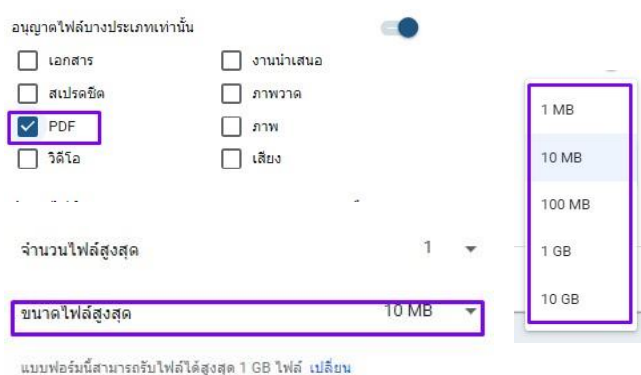 อนุญาตไฟล์บางประเภทเท่านั้น
เอกสาร งานนำเสนอ
สเปรดชีต ภาพวาด
PDF ภาพ
วิดีโอ เสียง
จำนวนไฟล์สูงสุด 1
ขนาดไฟล์สูงสุด 10 MB
แบบฟอร์มนี้สามารถรับไฟล์ได้สูงสุด 1 GB ไฟล์ เปลี่ยน
1 MB
10 MB
100 MB
1 GB
10 GB